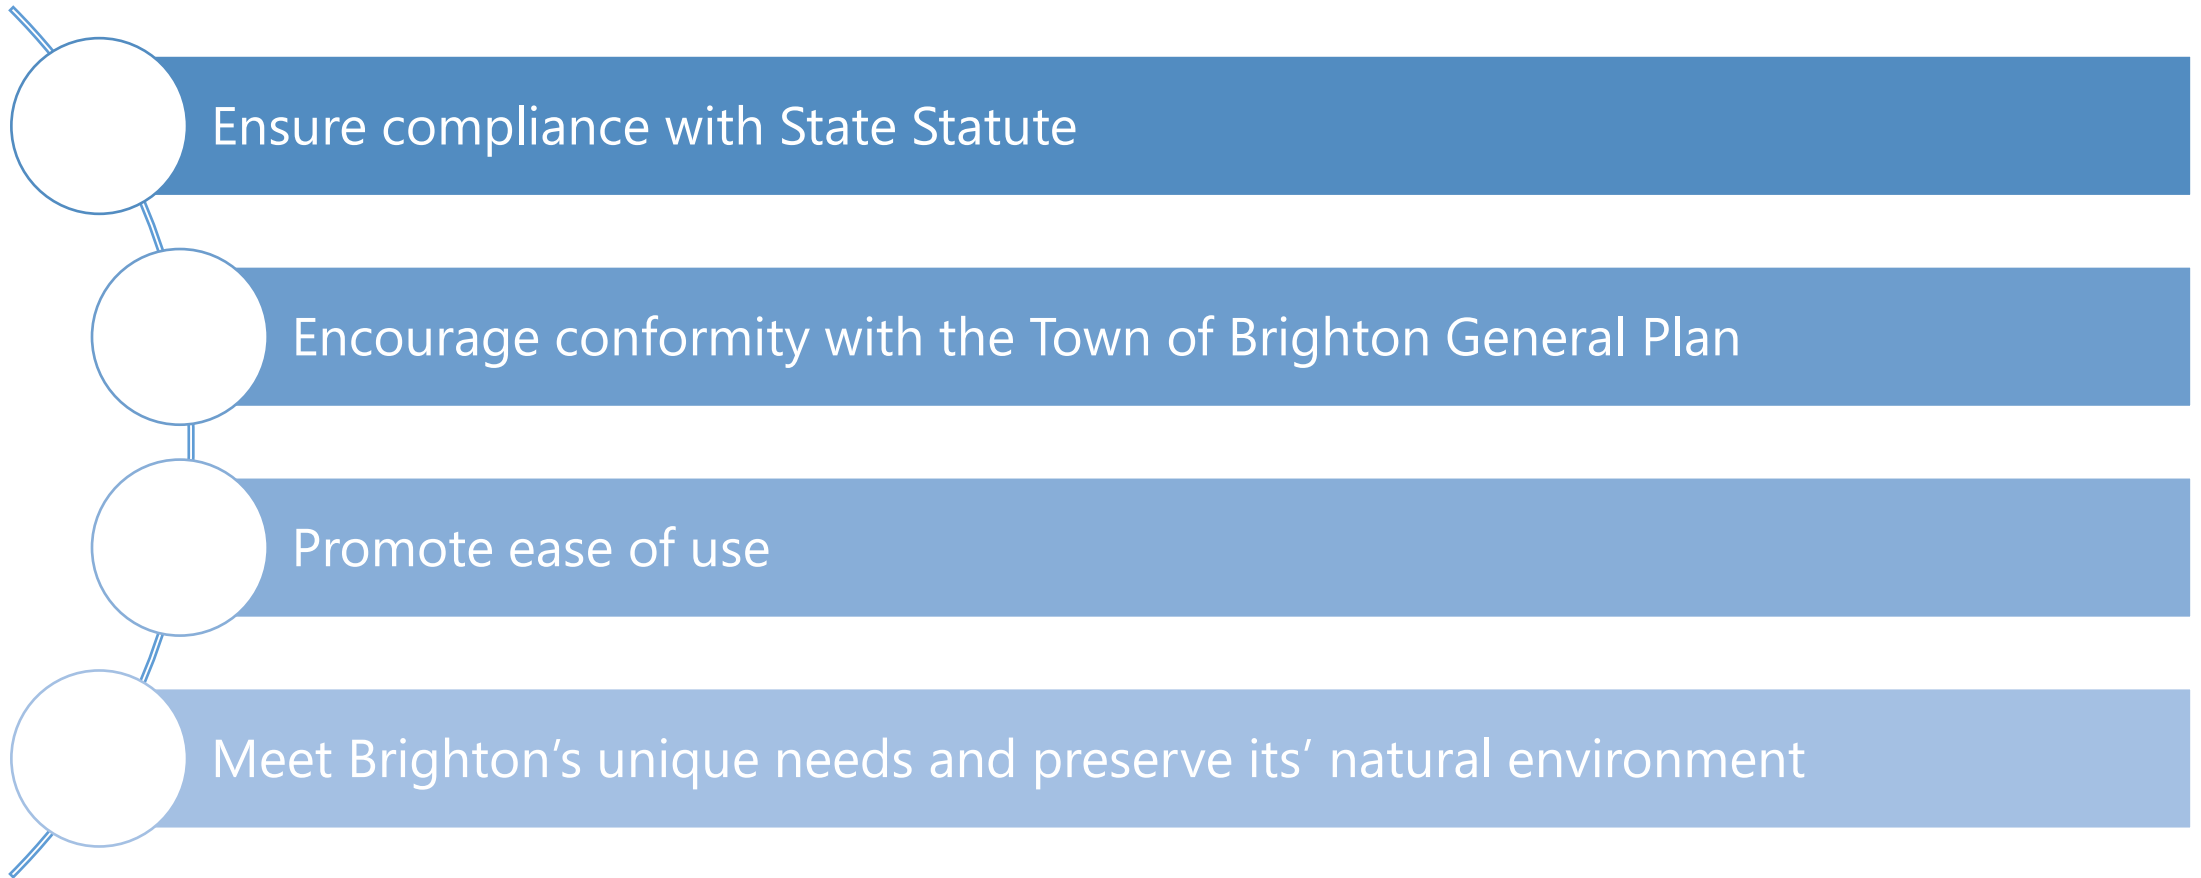 Ensure compliance with State Statute
Encourage conformity with the Town of Brighton General Plan
Promote ease of use
Meet Brighton’s unique needs and preserve its’ natural environment